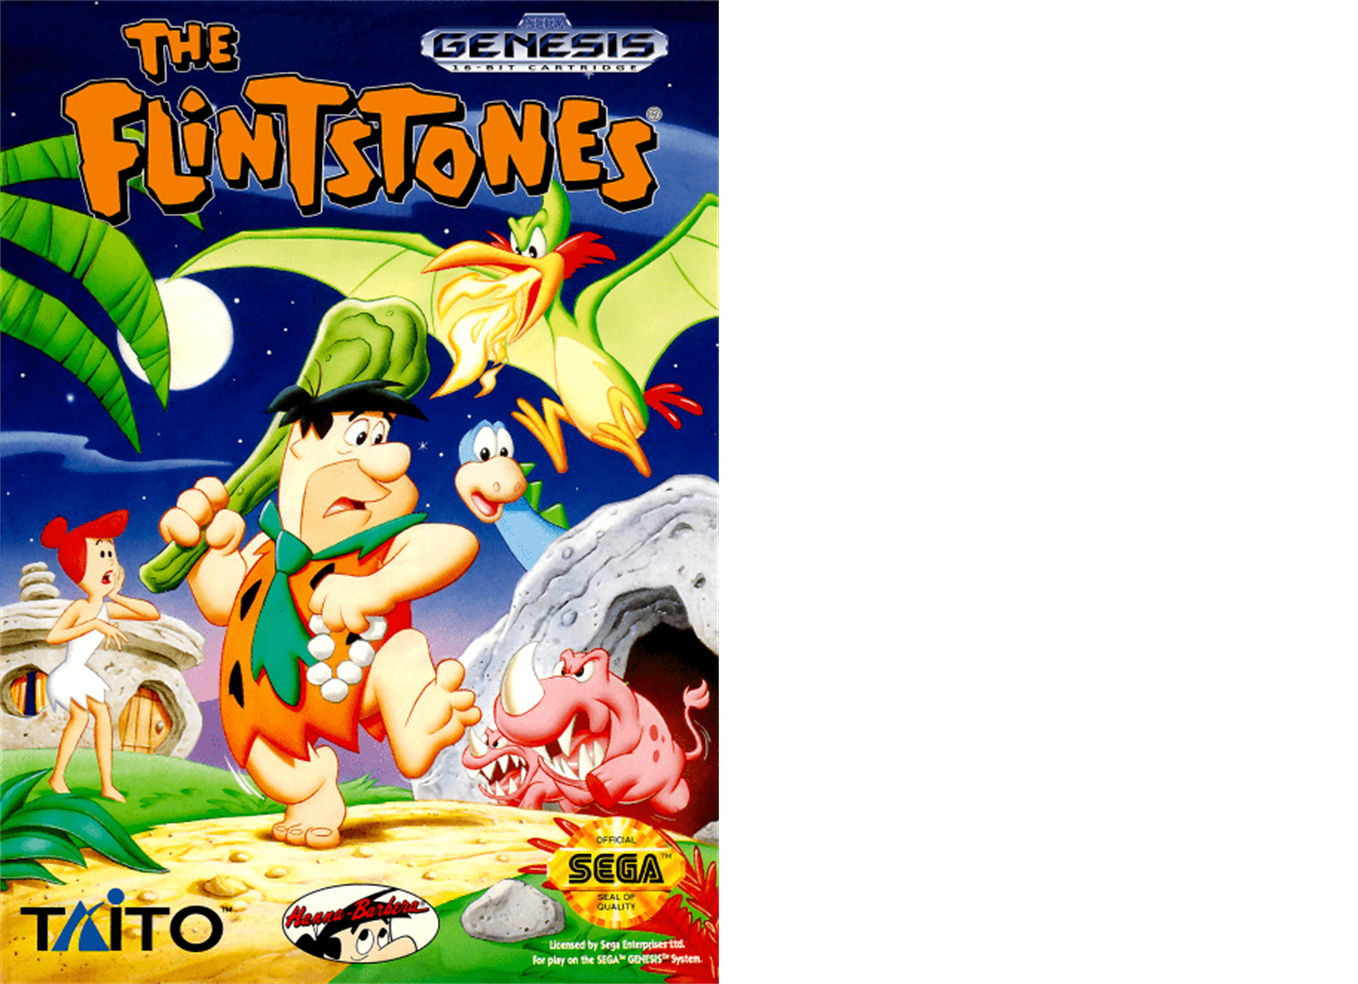 THE
FLiNTSTONES®
SEGA
GENESIS
16-BIT CARTRIDGE
OFFICIAL
SEGA™
SEAL OF
QUALITY
TAiTO™
Hanna-Barbera
Licensed by Sega Enterprises Ltd.
For play on the SEGA™ GENESIS™ System.